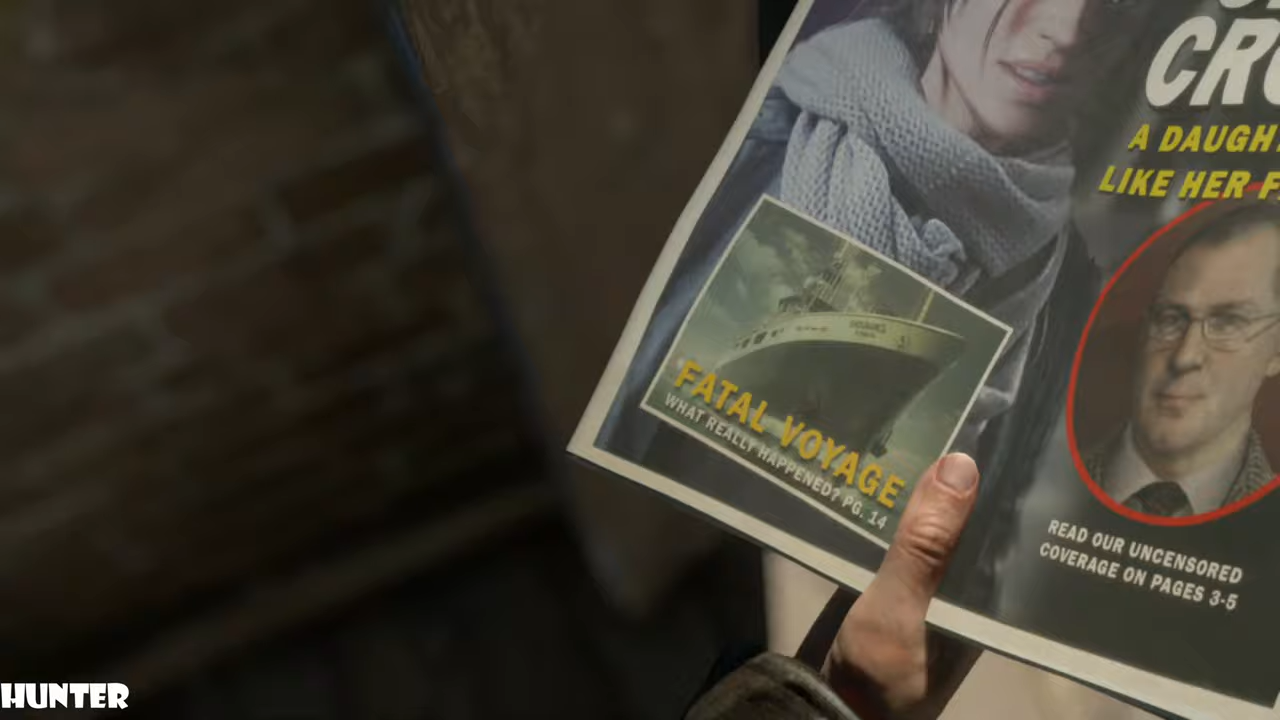 CR
A DAUGH
LIKE HER F
FATAL VOYAGE
WHAT REALLY HAPPENED? PG. 14
READ OUR UNCENSORED
COVERAGE ON PAGES 3-5
HUNTER